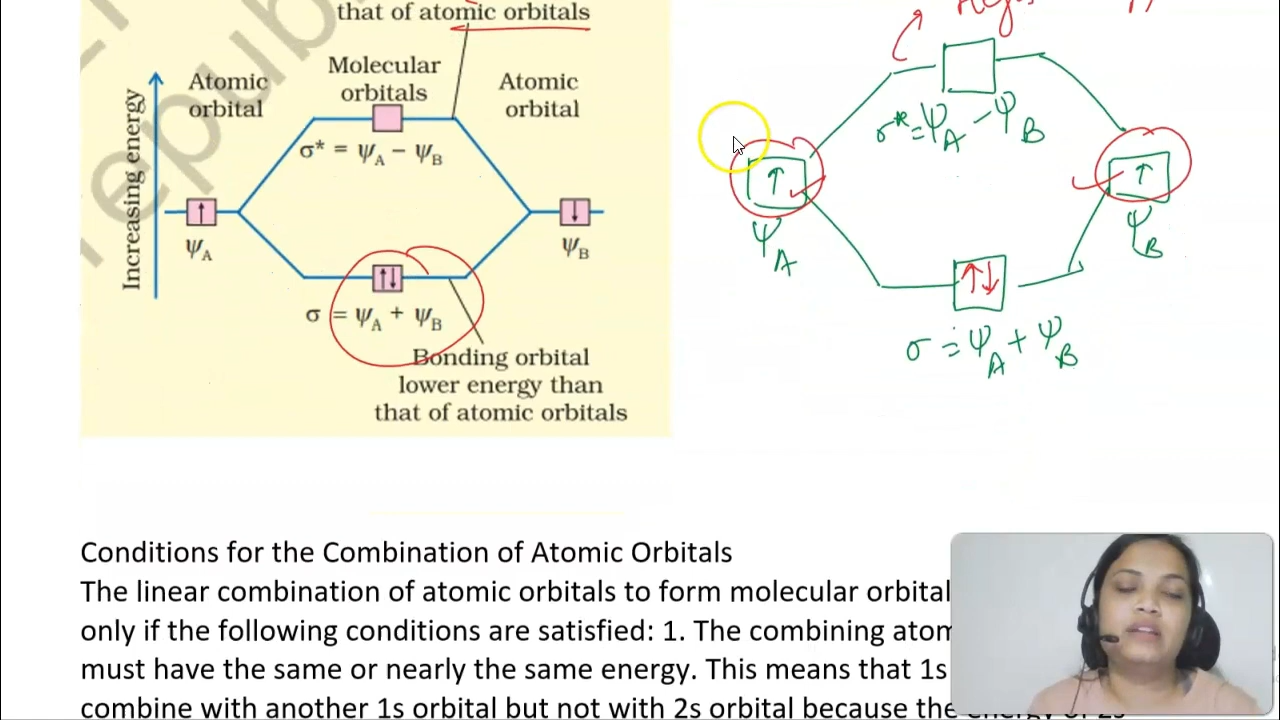 that of atomic orbitals
Atomic
orbital
Molecular
orbitals
Atomic
orbital
Increasing energy
σ* = ψA − ψB
ψA
ψB
σ = ψA + ψB
Bonding orbital
lower energy than
that of atomic orbitals
republ
σ*=ψA −ψB
ψA
ψB
σ = ψA + ψB
Conditions for the Combination of Atomic Orbitals
The linear combination of atomic orbitals to form molecular orbital
only if the following conditions are satisfied: 1. The combining atom
must have the same or nearly the same energy. This means that 1s
combine with another 1s orbital but not with 2s orbital because the energy of 2s